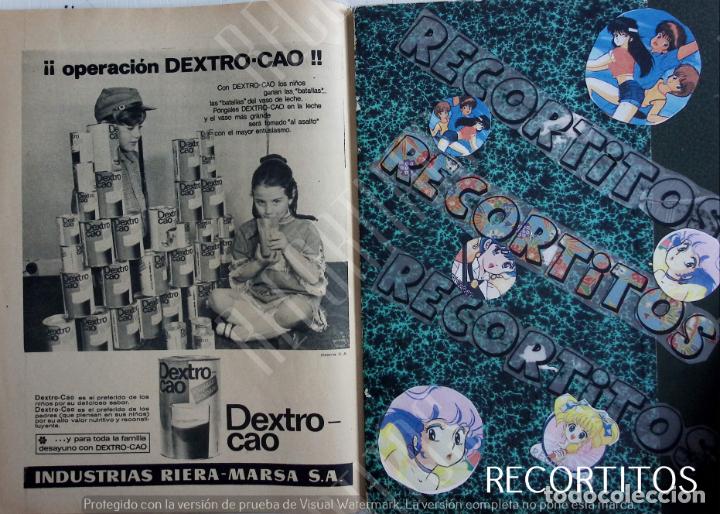 ¡¡ operación DEXTRO-CAO !!
Con DEXTRO-CAO los niños
ganan las "batallas"...
las "batallas" del vaso de leche.
Póngales DEXTRO-CAO en la leche
y el vaso más grande
será tomado "al asalto"
con el mayor entusiasmo.
Dextro-
cao
Dextro-Cao es el preferido de los
niños por su delicioso sabor.
Dextro-Cao es el preferido de los
padres (que piensan en sus niños)
por su alto valor nutritivo y reconsti-
tuyente.
...y para toda la familia
desayuno con DEXTRO-CAO
Dextro-
cao
INDUSTRIAS RIERA-MARSA S.A.
RECORTITOS
RECORTITOS
RECORTITOS
RECORTITOS
todocoleccion
Protegido con la versión de prueba de Visual Watermark. La versión completa no pone esta marca.